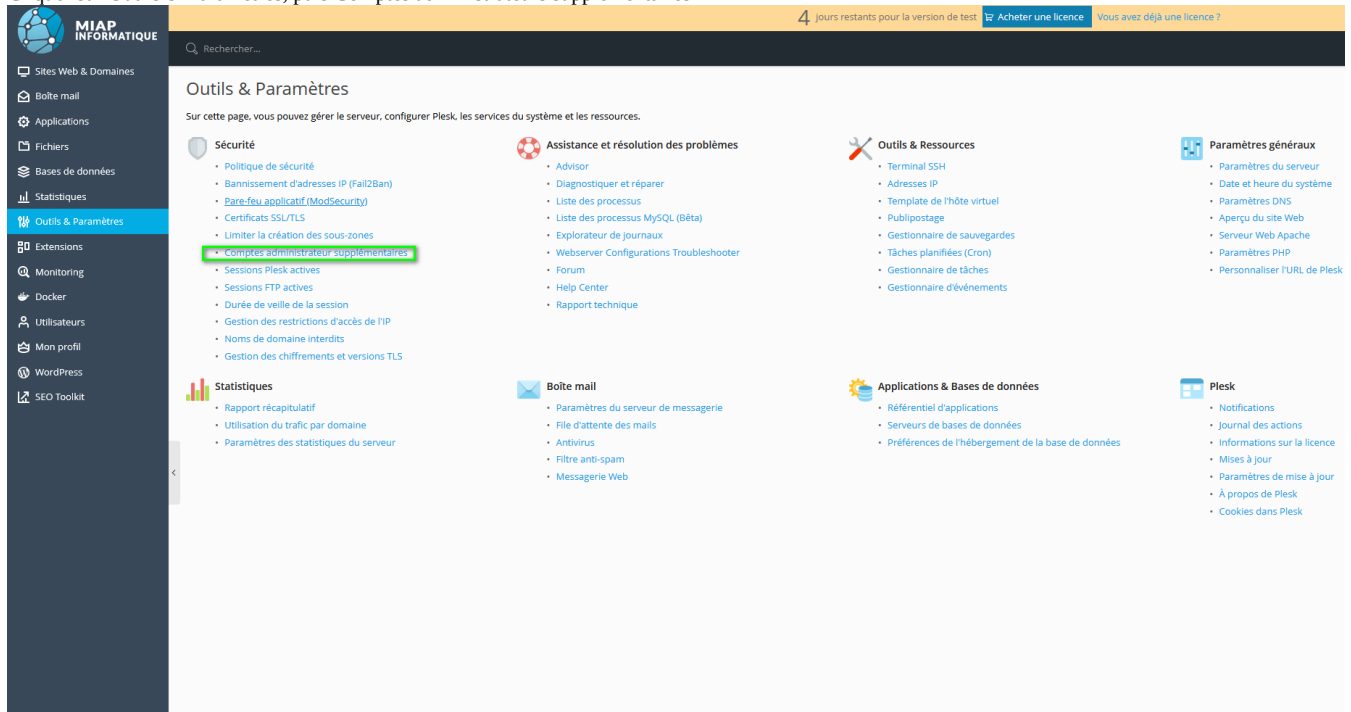 Cliquez sur Outils & Paramètres, puis Comptes administrateurs supplémentaires
MIAP
INFORMATIQUE
4 jours restants pour la version de test Acheter une licence Vous avez déjà une licence ?
Rechercher...
Sites Web & Domaines
Boîte mail
Applications
Fichiers
Bases de données
Statistiques
Outils & Paramètres
Extensions
Monitoring
Docker
Utilisateurs
Mon profil
WordPress
SEO Toolkit
Outils & Paramètres
Sur cette page, vous pouvez gérer le serveur, configurer Plesk, les services du système et les ressources.
Sécurité
Politique de sécurité
Bannissement d'adresses IP (Fail2Ban)
Pare-feu applicatif (ModSecurity)
Certificats SSL/TLS
Limiter la création des sous-zones
Comptes administrateur supplémentaires
Sessions Plesk actives
Sessions FTP actives
Durée de veille de la session
Gestion des restrictions d'accès de l'IP
Noms de domaine interdits
Gestion des chiffrements et versions TLS
Assistance et résolution des problèmes
Advisor
Diagnostiquer et réparer
Liste des processus
Liste des processus MySQL (Bêta)
Explorateur de journaux
Webserver Configurations Troubleshooter
Forum
Help Center
Rapport technique
Outils & Ressources
Terminal SSH
Adresses IP
Template de l'hôte virtuel
Publipostage
Gestionnaire de sauvegardes
Tâches planifiées (Cron)
Gestionnaire de tâches
Gestionnaire d'événements
Paramètres généraux
Paramètres du serveur
Date et heure du système
Paramètres DNS
Aperçu du site Web
Serveur Web Apache
Paramètres PHP
Personnaliser l'URL de Plesk
Statistiques
Rapport récapitulatif
Utilisation du trafic par domaine
Paramètres des statistiques du serveur
Boîte mail
Paramètres du serveur de messagerie
File d'attente des mails
Antivirus
Filtre anti-spam
Messagerie Web
Applications & Bases de données
Référentiel d'applications
Serveurs de bases de données
Préférences de l'hébergement de la base de données
Plesk
Notifications
Journal des actions
Informations sur la licence
Mises à jour
Paramètres de mise à jour
À propos de Plesk
Cookies dans Plesk